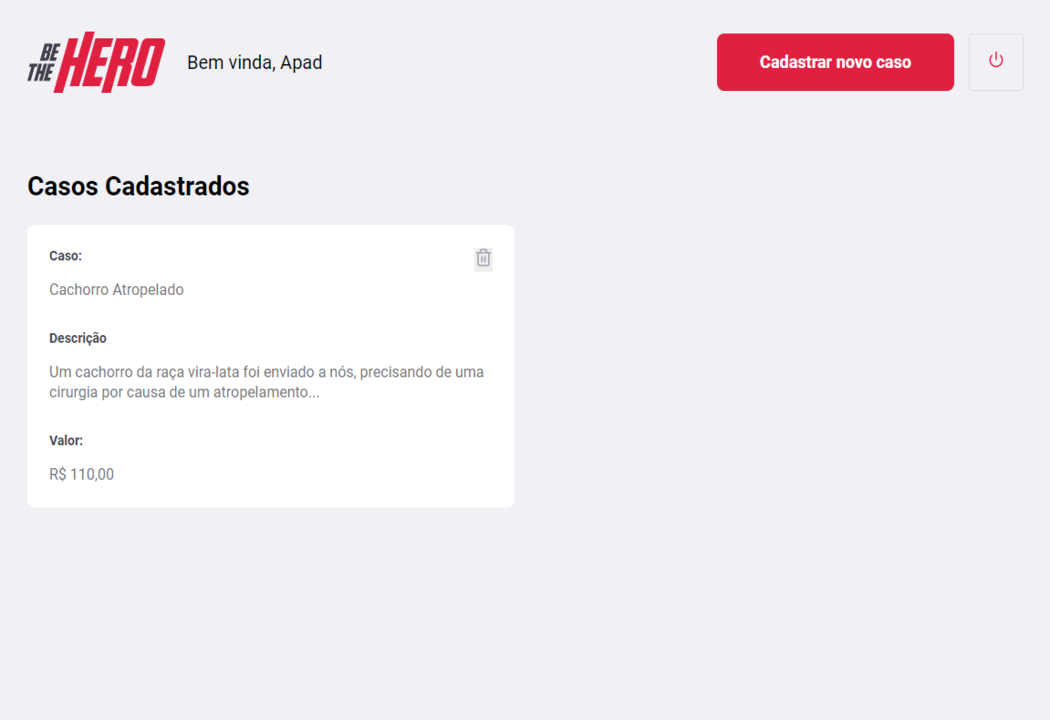 BE
THE
HERO
Bem vinda, Apad
Cadastrar novo caso
Casos Cadastrados
Caso:
Cachorro Atropelado
Descrição
Um cachorro da raça vira-lata foi enviado a nós, precisando de uma
cirurgia por causa de um atropelamento...
Valor:
R$ 110,00